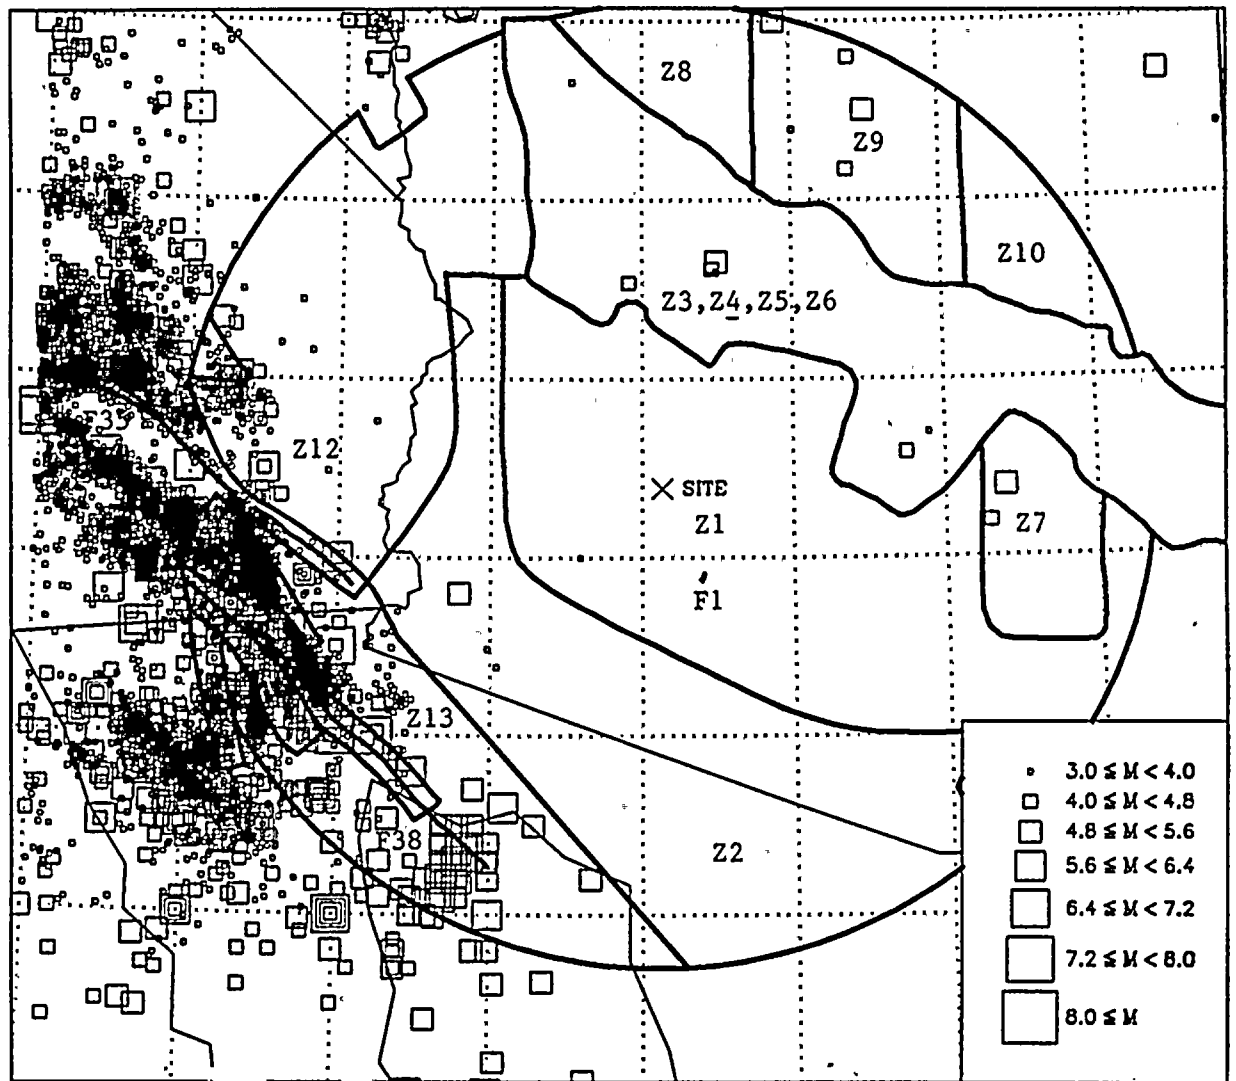 Z8
Z9
Z10
Z3,Z4,Z5,Z6
F35
Z12
SITE
Z1
Z7
F1
Z13
F38
Z2
3.0 ≤ M < 4.0
4.0 ≤ M < 4.8
4.8 ≤ M < 5.6
5.6 ≤ M < 6.4
6.4 ≤ M < 7.2
7.2 ≤ M < 8.0
8.0 ≤ M